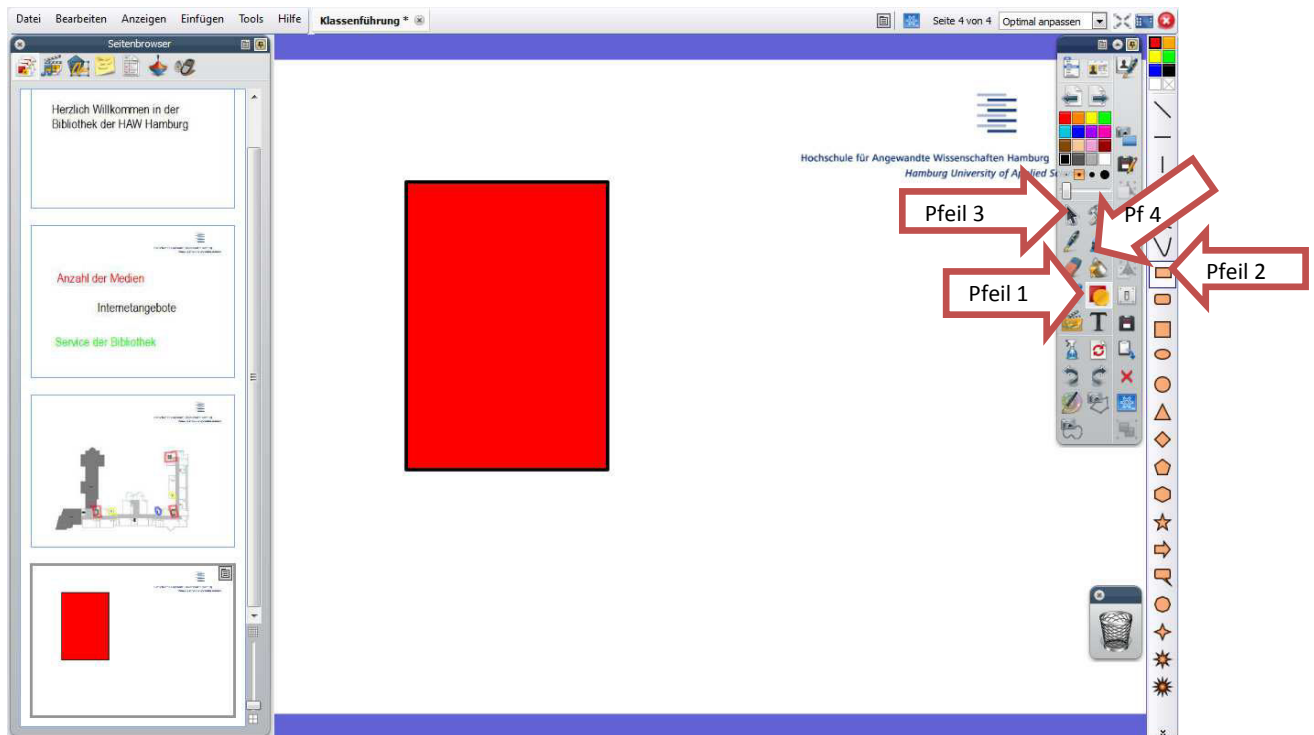 Datei Bearbeiten Anzeigen Einfügen Tools Hilfe Klassenführung * Seite 4 von 4 Optimal anpassen
Seitenbrowser
Herzlich Willkommen in der
Bibliothek der HAW Hamburg
Anzahl der Medien
Internetangebote
Service der Bibliothek
Hochschule für Angewandte Wissenschaften Hamburg
Hamburg University of Applied
Pfeil 3
Pf 4
Pfeil 2
Pfeil 1
T